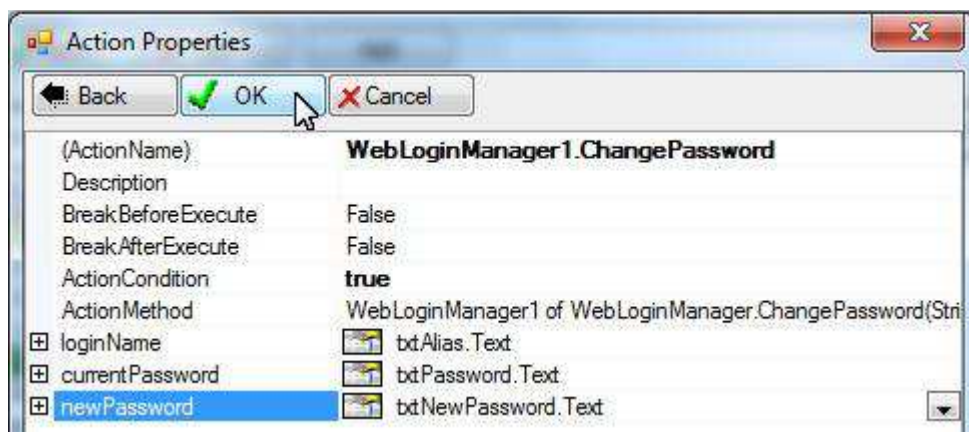 Action Properties
Back OK Cancel
(ActionName) WebLoginManager1.ChangePassword
Description
BreakBeforeExecute False
BreakAfterExecute False
ActionCondition true
ActionMethod WebLoginManager1 of WebLoginManager.ChangePassword(Stri
loginName txtAlias.Text
currentPassword txtPassword.Text
newPassword txtNewPassword.Text